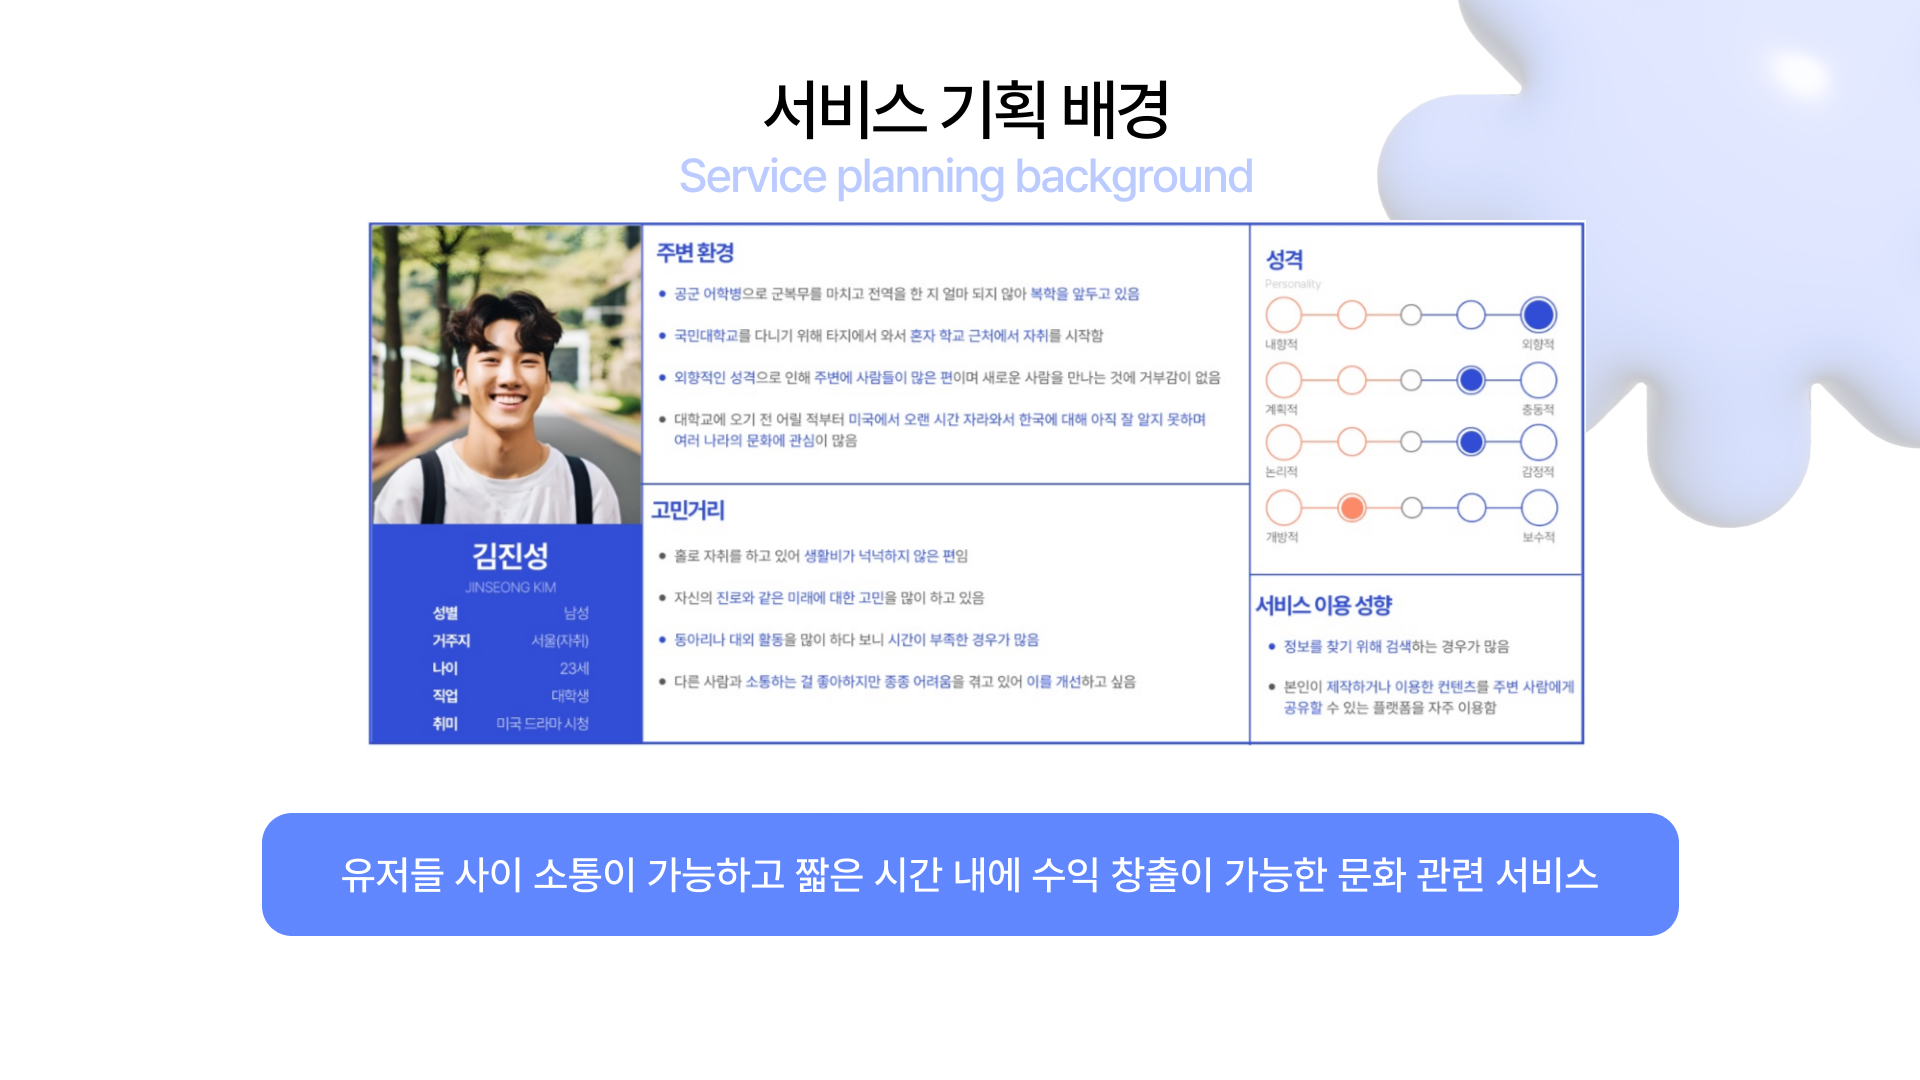 서비스 기획 배경
Service planning background
김진성
JINSEONG KIM
성별 남성
거주지 서울(자취)
나이 23세
직업 대학생
취미 미국 드라마 시청
주변 환경
공군 어학병으로 군복무를 마치고 전역을 한 지 얼마 되지 않아 복학을 앞두고 있음
국민대학교를 다니기 위해 타지에서 와서 혼자 학교 근처에서 자취를 시작함
외향적인 성격으로 인해 주변에 사람들이 많은 편이며 새로운 사람을 만나는 것에 거부감이 없음
대학교에 오기 전 어릴 적부터 미국에서 오랜 시간 자라와서 한국에 대해 아직 잘 알지 못하며
여러 나라의 문화에 관심이 많음
고민거리
홀로 자취를 하고 있어 생활비가 넉넉하지 않은 편임
자신의 진로와 같은 미래에 대한 고민을 많이 하고 있음
동아리나 대외 활동을 많이 하다 보니 시간이 부족한 경우가 많음
다른 사람과 소통하는 걸 좋아하지만 종종 어려움을 겪고 있어 이를 개선하고 싶음
성격
Personality
내향적 외향적
계획적 충동적
논리적 감정적
개방적 보수적
서비스 이용 성향
정보를 찾기 위해 검색하는 경우가 많음
본인이 제작하거나 이용한 컨텐츠를 주변 사람에게
공유할 수 있는 플랫폼을 자주 이용함
유저들 사이 소통이 가능하고 짧은 시간 내에 수익 창출이 가능한 문화 관련 서비스